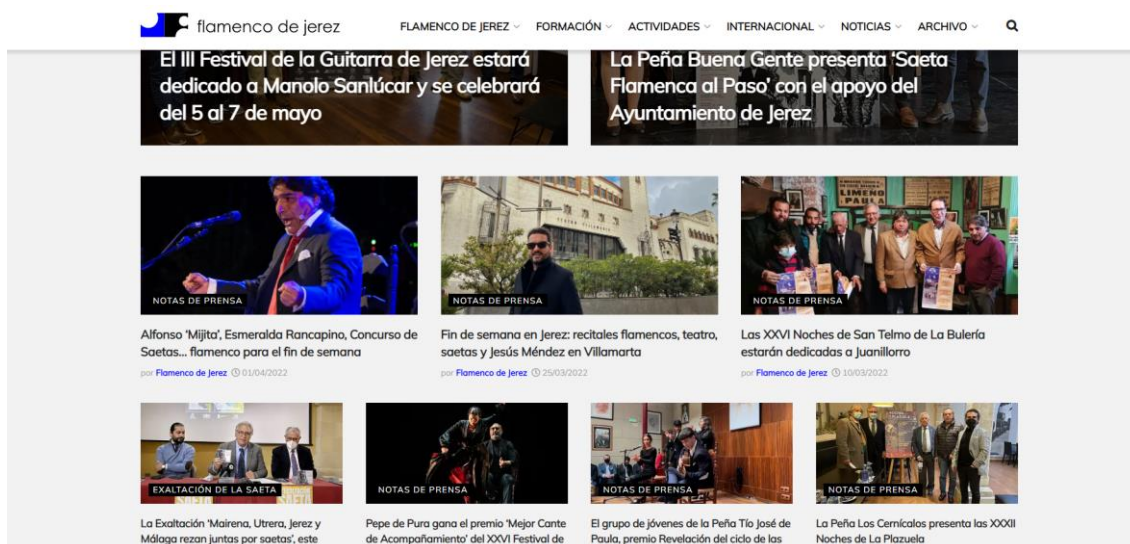 flamenco de jerez
FLAMENCO DE JEREZ
FORMACIÓN
ACTIVIDADES
INTERNACIONAL
NOTICIAS
ARCHIVO
El III Festival de la Guitarra de Jerez estará
dedicado a Manolo Sanlúcar y se celebrará
del 5 al 7 de mayo
La Peña Buena Gente presenta ‘Saeta
Flamenca al Paso’ con el apoyo del
Ayuntamiento de Jerez
NOTAS DE PRENSA
Alfonso ‘Mijita’, Esmeralda Rancapino, Concurso de
Saetas... flamenco para el fin de semana
por Flamenco de Jerez 01/04/2022
TEATRO VILLAMARTA
NOTAS DE PRENSA
Fin de semana en Jerez: recitales flamencos, teatro,
saetas y Jesús Méndez en Villamarta
por Flamenco de Jerez 25/03/2022
LIMEÑO
PAULA
NOTAS DE PRENSA
Las XXVI Noches de San Telmo de La Bulería
estarán dedicadas a Juanillorro
por Flamenco de Jerez 10/03/2022
EXALTACIÓN DE LA SAETA
SAETA
La Exaltación ‘Mairena, Utrera, Jerez y
Málaga rezan juntas por saetas’, este
NOTAS DE PRENSA
Pepe de Pura gana el premio ‘Mejor Cante
de Acompañamiento’ del XXVI Festival de
NOTAS DE PRENSA
El grupo de jóvenes de la Peña Tío José de
Paula, premio Revelación del ciclo de las
NOTAS DE PRENSA
La Peña Los Cernícalos presenta las XXXII
Noches de La Plazuela